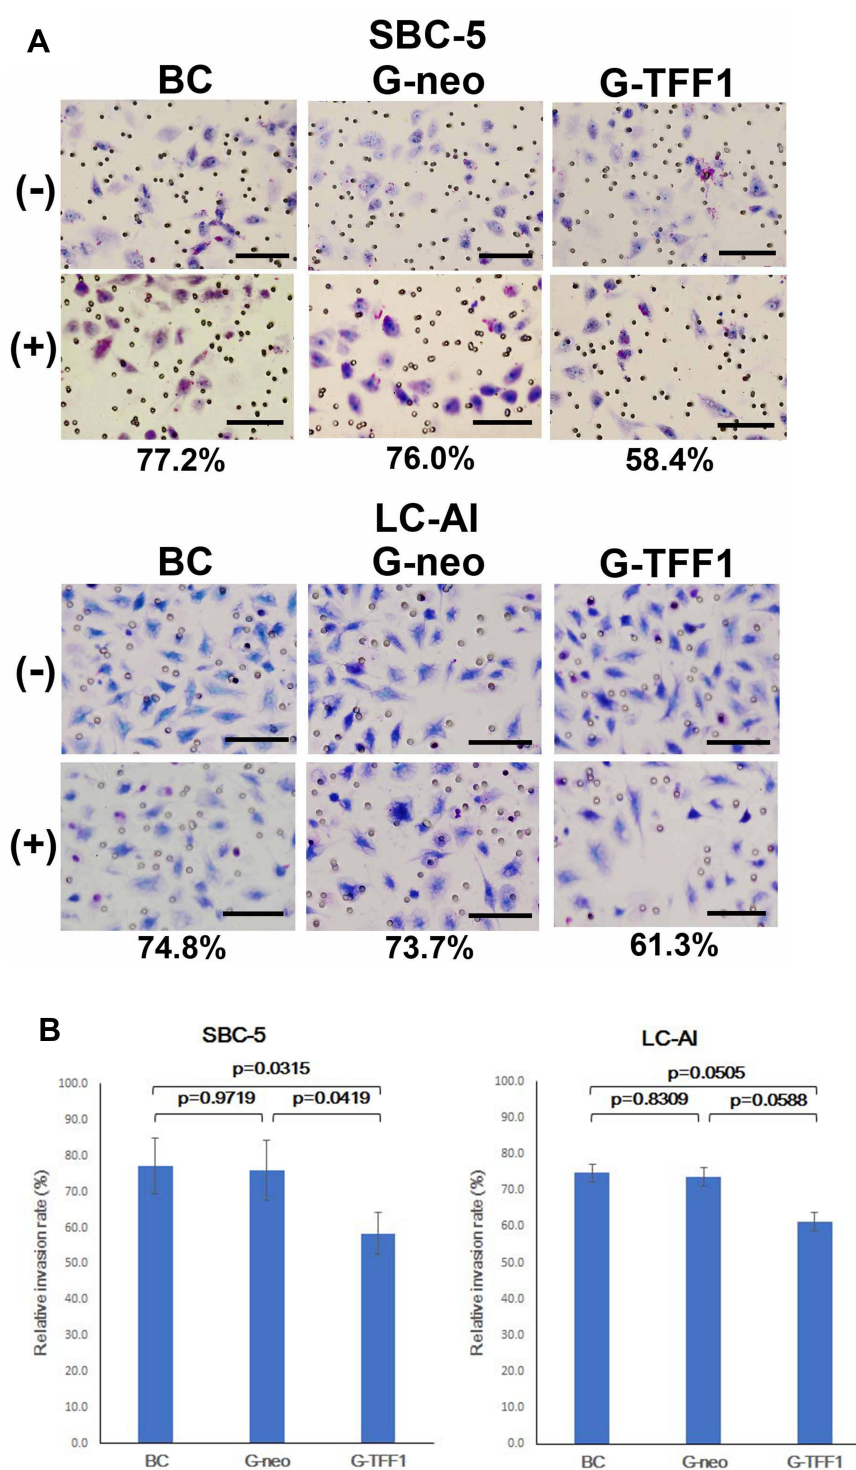 A
SBC-5
BC G-neo G-TFF1
(-)
(+)
77.2% 76.0% 58.4%
LC-AI
BC G-neo G-TFF1
(-)
(+)
74.8% 73.7% 61.3%
B
SBC-5
p=0.0315
p=0.9719 p=0.0419
Relative invasion rate (%)
100.0
90.0
80.0
70.0
60.0
50.0
40.0
30.0
20.0
10.0
0.0
BC G-neo G-TFF1
LC-AI
p=0.0505
p=0.8309 p=0.0588
Relative invasion rate (%)
100.0
90.0
80.0
70.0
60.0
50.0
40.0
30.0
20.0
10.0
0.0
BC G-neo G-TFF1